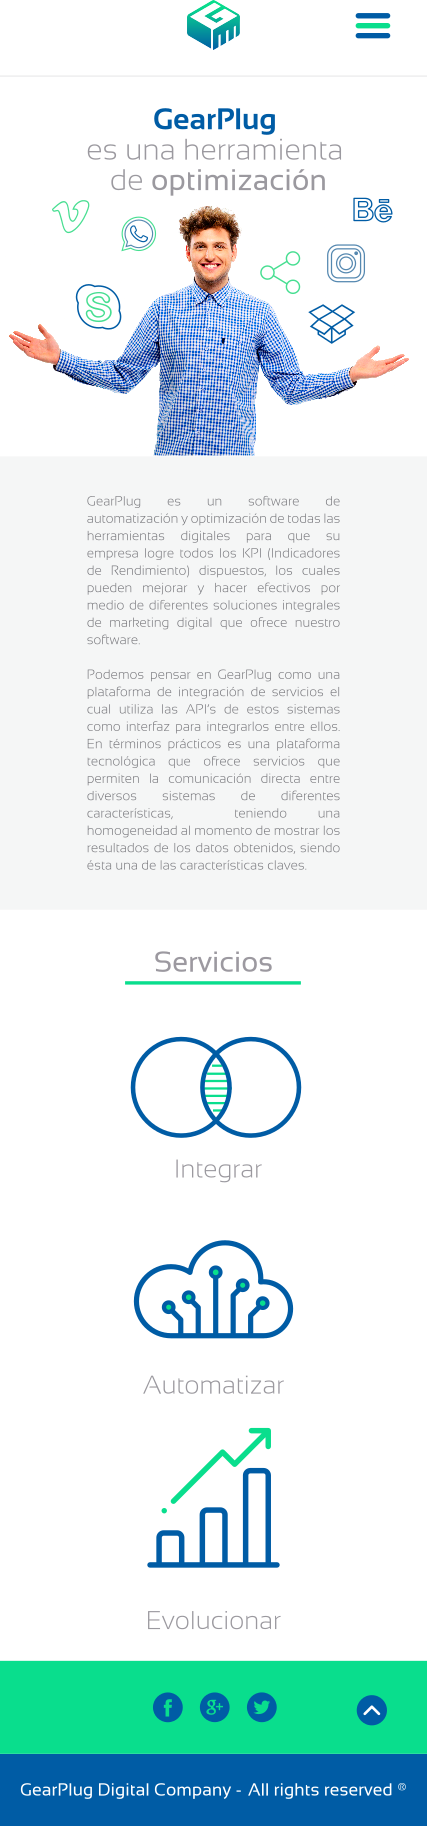 GearPlug
es una herramienta
de optimización
GearPlug es un software de
automatización y optimización de todas las
herramientas digitales para que su
empresa logre todos los KPI (Indicadores
de Rendimiento) dispuestos, los cuales
pueden mejorar y hacer efectivos por
medio de diferentes soluciones integrales
de marketing digital que ofrece nuestro
software.
Podemos pensar en GearPlug como una
plataforma de integración de servicios el
cual utiliza las API's de estos sistemas
como interfaz para integrarlos entre ellos.
En términos prácticos es una plataforma
tecnológica que ofrece servicios que
permiten la comunicación directa entre
diversos sistemas de diferentes
características, teniendo una
homogeneidad al momento de mostrar los
resultados de los datos obtenidos, siendo
ésta una de las características claves.
Servicios
Integrar
Automatizar
Evolucionar
GearPlug Digital Company - All rights reserved ®